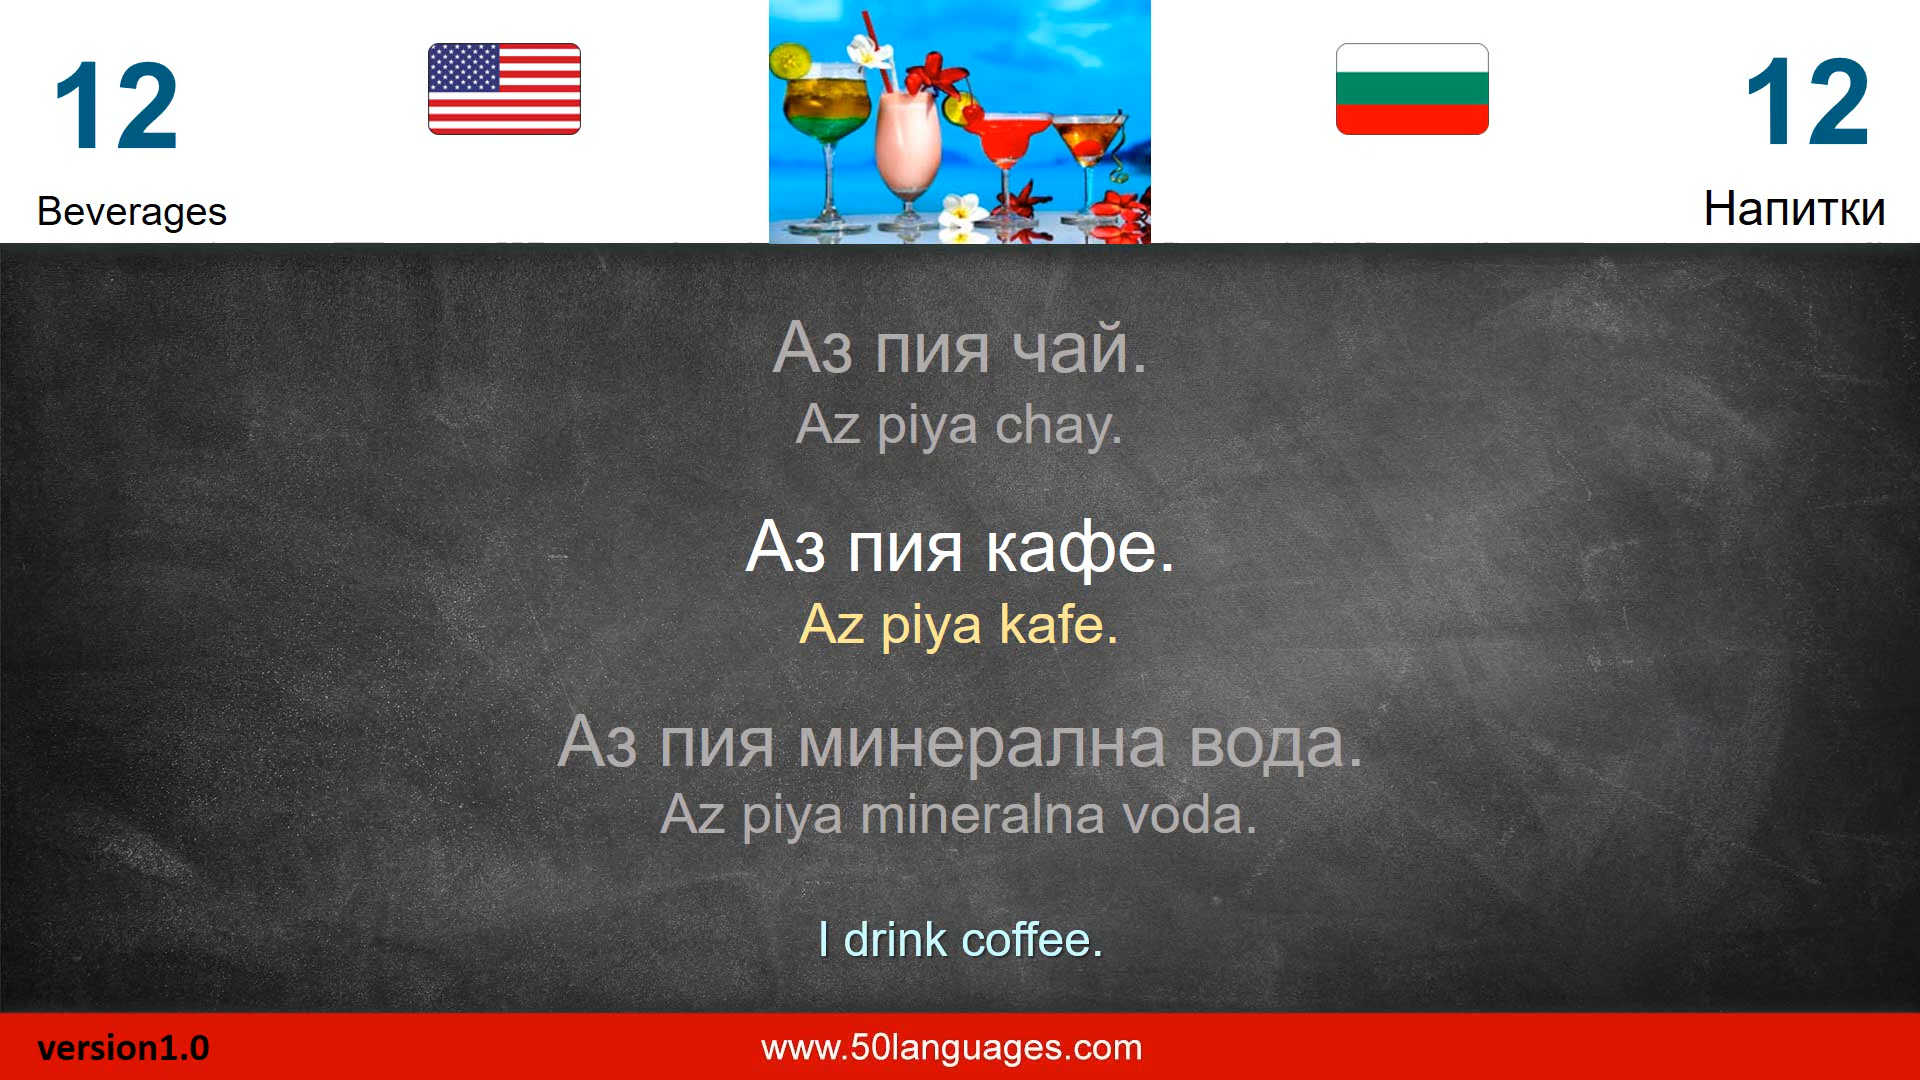 12
12
Beverages
Напитки
Аз пия чай.
Az piya chay.
Аз пия кафе.
Az piya kafe.
Аз пия минерална вода.
Az piya mineralna voda.
I drink coffee.
version1.0
www.50languages.com